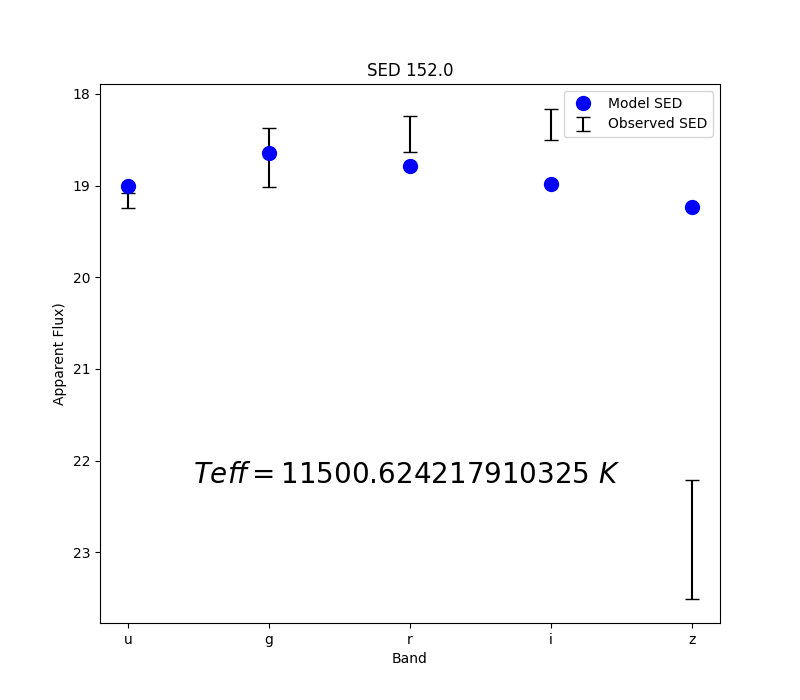 SED 152.0
Model SED
Observed SED
18
19
20
21
22
23
Apparent Flux)
Teff = 11500.624217910325 K
u g r i z
Band